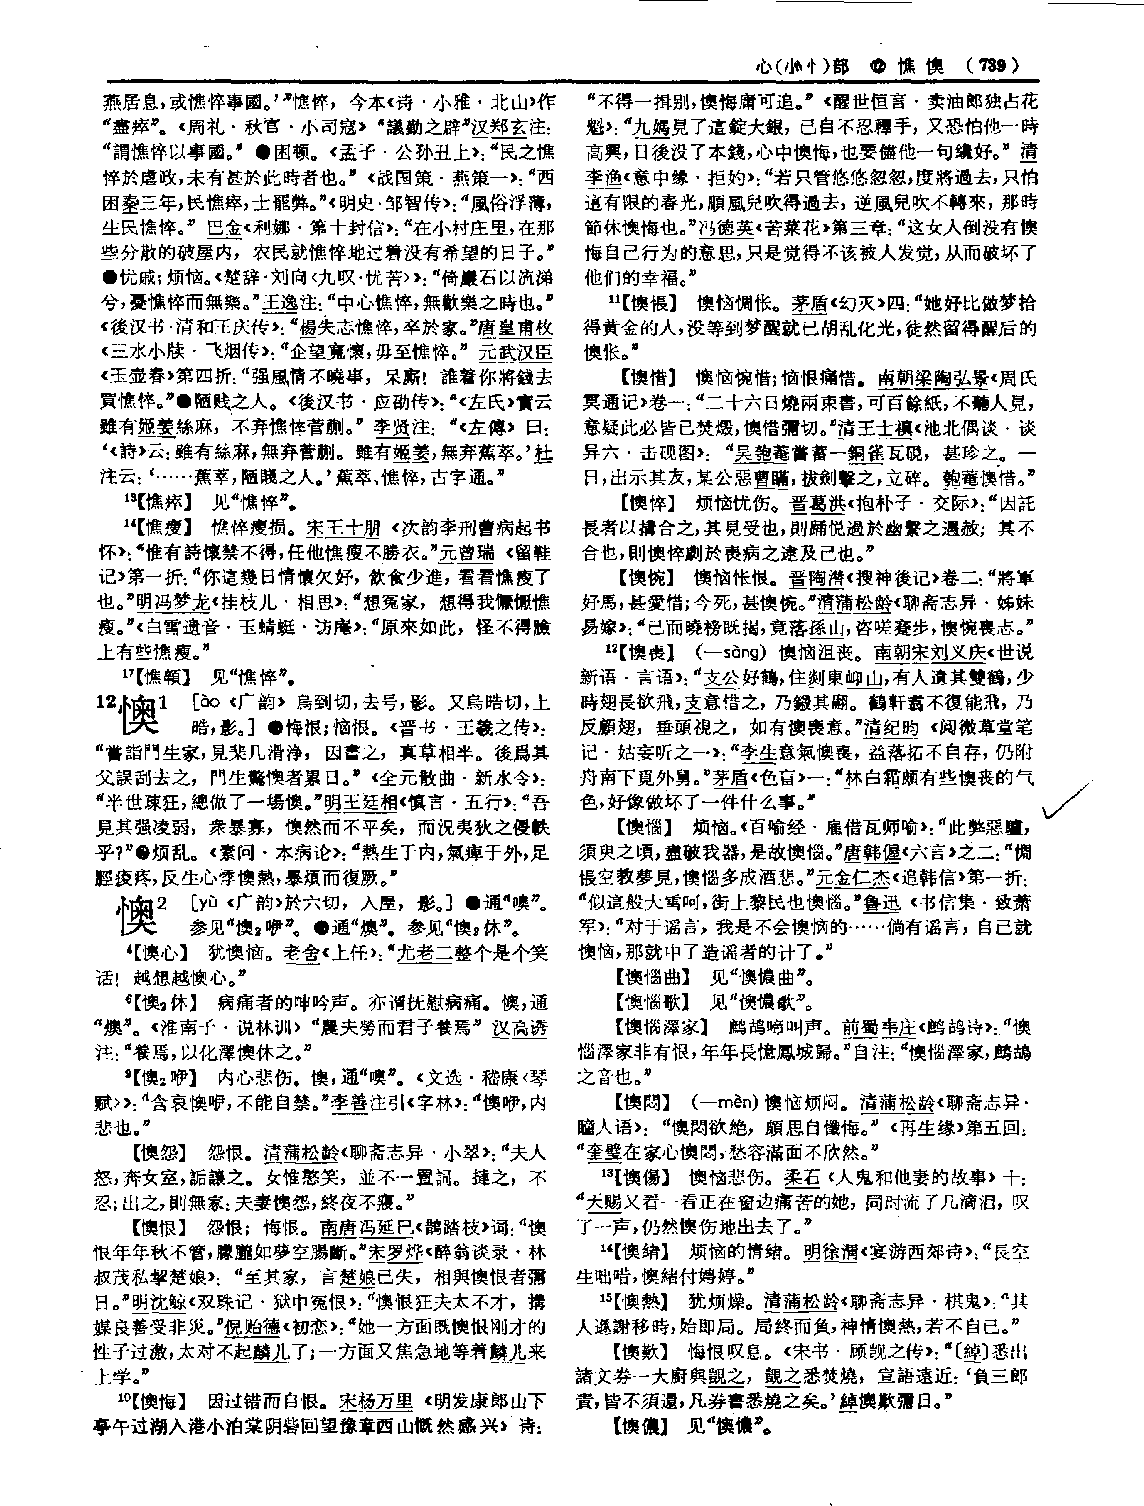 心(小忄)部 ⑫ 憔 懊 (739)
燕居息,或憔悴事國。’”憔悴，今本《诗·小雅·北山》作
“盡瘁”。《周礼·秋官·小司寇》“議勤之辟”汉郑玄注：
“謂憔悴以事國。” ●困顿。《孟子·公孙丑上》：“民之憔
悴於虐政,未有甚於此時者也。”《战国策·燕策一》：“西
困秦三年,民憔瘁,士罷弊。”《明史·邹智传》：“風俗浮薄，
生民憔悴。” 巴金《利娜·第十封信》：“在小村庄里,在那
些分散的破屋内，农民就憔悴地过着没有希望的日子。”
●忧戚；烦恼。《楚辞·刘向〈九叹·忧苦〉》：“倚巖石以流涕
兮,憂憔悴而無樂。”王逸注：“中心憔悴,無歡樂之時也。”
《後汉书·清和王庆传》：“楊失志憔悴,卒於家。”唐皇甫枚
《三水小牍·飞烟传》：“企望寬懷,毋至憔悴。” 元武汉臣
《玉壶春》第四折：“强風情不曉事，呆廝！誰着你將錢去
買憔悴。”●陋贱之人。《後汉书·应劭传》：“《左氏》實云
雖有姬姜絲麻，不弃憔悴菅蒯。” 李贤注：“《左傳》曰：
‘《詩》云：雖有絲麻,無弃菅蒯。雖有姬姜,無弃蕉萃。’杜
注云：‘……蕉萃,陋賤之人。’蕉萃、憔悴,古字通。”
13【憔瘁】 见“憔悴”。
14【憔瘦】 憔悴瘦损。宋王十朋《次韵李刑曹病起书
怀》：“惟有詩懷禁不得,任他憔瘦不勝衣。”元曾瑞《留鞋
记》第一折：“你這幾日情懷欠好，飲食少進，看看憔瘦了
也。”明冯梦龙《挂枝儿·相思》：“想冤家，想得我懨懨憔
瘦。”《白雪遗音·玉蜻蜓·访庵》：“原來如此，怪不得臉
上有些憔瘦。”
17【憔顇】 见“憔悴”。
12懊1 [ào《广韵》烏到切,去号,影。又烏晧切,上
晧,影。] ●悔恨；恼恨。《晋书·王羲之传》：
“嘗詣門生家,見棐几滑浄，因書之，真草相半。後爲其
父誤刮去之，門生驚懊者累日。”《全元散曲·新水令》：
“半世疎狂,總做了一場懊。”明王廷相《慎言·五行》：“吾
見其强凌弱，衆暴寡，懊然而不平矣，而況夷狄之侵軼
乎?”●烦乱。《素问·本病论》：“熱生于内,氣痺于外,足
脛痠疼,反生心悸懊熱,暴煩而復厥。”
懊2 [yù《广韵》於六切，入屋，影。] ●通“噢”。
参见“懊2咿”。●通“燠”。参见“懊2休”。
4【懊心】 犹懊恼。老舍《上任》：“尤老二整个是个笑
话！越想越懊心。”
6【懊2休】 病痛者的呻吟声。亦谓抚慰病痛。懊,通
“燠”。《淮南子·说林训》“農夫勞而君子養焉”汉高诱
注：“養焉,以化澤懊休之。”
9【懊2咿】 内心悲伤。懊,通“噢”。《文选·嵇康〈琴
赋〉》：“含哀懊咿,不能自禁。”李善注引《字林》：“懊咿,内
悲也。”
【懊怨】 怨恨。清蒲松龄《聊斋志异·小翠》：“夫人
怒,奔女室,詬讓之。女惟憨笑，並不一置詞。撻之，不
忍；出之,則無家：夫妻懊怨,終夜不寢。”
【懊恨】 怨恨；悔恨。南唐冯延巳《鹊踏枝》词：“懊
恨年年秋不管,朦朧如夢空腸斷。”宋罗烨《醉翁谈录·林
叔茂私挈楚娘》：“至其家，言楚娘已失，相與懊恨者彌
日。”明沈鲸《双珠记·狱中冤恨》：“懊恨狂夫太不才，携
媒良善受非災。”倪贻德《初恋》：“她一方面既懊恨刚才的
性子过激,太对不起麟儿了；一方面又焦急地等着麟儿来
上学。”
10【懊悔】 因过错而自恨。宋杨万里《明发康郎山下
亭午过湖入港小泊棠阴砦回望豫章西山慨然感兴》诗：
“不得一揖别,懊悔庸可追。”《醒世恒言·卖油郎独占花
魁》：“九媽見了這錠大銀，已自不忍釋手，又恐怕他一時
高興,日後没了本錢,心中懊悔,也要儘他一句纔好。” 清
李渔《意中缘·拒妁》：“若只管悠悠忽忽,度將過去,只怕
這有限的春光,順風兒吹得過去，逆風兒吹不轉來，那時
節休懊悔也。”冯德英《苦菜花》第三章：“这女人倒没有懊
悔自己行为的意思,只是觉得不该被人发觉,从而破坏了
他们的幸福。”
11【懊悵】 懊恼惆怅。茅盾《幻灭》四：“她好比做梦拾
得黄金的人,没等到梦醒就已胡乱化光,徒然留得醒后的
懊怅。”
【懊惜】 懊恼惋惜；恼恨痛惜。南朝梁陶弘景《周氏
冥通记》卷一：“二十六日燒兩束書,可百餘紙,不聽人見，
意疑此必皆已焚煅,懊惜彌切。”清王士禛《池北偶谈·谈
异六·击砚图》：“吴匏菴嘗蓄一銅雀瓦硯，甚珍之。一
日,出示其友,某公惡曹瞞,拔劍擊之,立碎。匏菴懊惜。”
【懊悴】 烦恼忧伤。晋葛洪《抱朴子·交际》：“因託
長者以搆合之,其見受也,則踊悦過於幽繫之遇赦；其不
合也,則懊悴劇於喪病之逮及己也。”
【懊惋】 懊恼怅恨。晋陶潜《搜神後记》卷二：“將軍
好馬,甚愛惜；今死,甚懊惋。”清蒲松龄《聊斋志异·姊妹
易嫁》：“已而曉榜既揭,竟落孫山,咨嗟蹇步,懊惋喪志。”
12【懊喪】 (—sàng) 懊恼沮丧。南朝宋刘义庆《世说
新语·言语》：“支公好鶴,住剡東岇山,有人遺其雙鶴,少
時翅長欲飛,支意惜之，乃鎩其翮。鶴軒翥不復能飛，乃
反顧翅，垂頭視之，如有懊喪意。”清纪昀《阅微草堂笔
记·姑妄听之一》：“李生意氣懊喪，益落拓不自存，仍附
舟南下覓外舅。”茅盾《色盲》一：“林白霜颇有些懊丧的气
色,好像做坏了一件什么事。”
【懊惱】 烦恼。《百喻经·雇借瓦师喻》：“此弊惡驢，
須臾之頃,盡破我器,是故懊惱。”唐韩偓《六言》之二：“惆
悵空教夢見,懊惱多成酒悲。”元金仁杰《追韩信》第一折：
“似這般大雪呵,街上黎民也懊惱。”鲁迅《书信集·致萧
军》：“对于谣言，我是不会懊恼的……倘有谣言，自己就
懊恼,那就中了造谣者的计了。”
【懊惱曲】 见“懊儂曲”。
【懊惱歌】 见“懊儂歌”。
【懊惱澤家】 鹧鸪啼叫声。前蜀韦庄《鹧鸪诗》：“懊
惱澤家非有恨,年年長憶鳳城歸。”自注：“懊惱澤家,鷓鴣
之音也。”
【懊悶】 (—mèn)懊恼烦闷。清蒲松龄《聊斋志异·
瞳人语》：“懊悶欲絶，頗思自懺悔。”《再生缘》第五回：
“奎璧在家心懊悶,愁容滿面不欣然。”
13【懊傷】 懊恼悲伤。柔石《人鬼和他妻的故事》十：
“天赐又看一看正在窗边痛苦的她，同时流了几滴泪，叹
了一声,仍然懊伤地出去了。”
14【懊緒】 烦恼的情绪。明徐渭《宴游西郊诗》：“長空
生咄唶,懊緒付娉婷。”
15【懊熱】 犹烦燥。清蒲松龄《聊斋志异·棋鬼》：“其
人遜謝移時,始即局。局終而負,神情懊熱,若不自己。”
【懊歎】 悔恨叹息。《宋书·顾觊之传》：“〔綽〕悉出
諸文券一大廚與覬之，覬之悉焚燒，宣語遠近：‘負三郎
責,皆不須還,凡券書悉燒之矣。’綽懊歎彌日。”
【懊儂】 见“懊憹”。